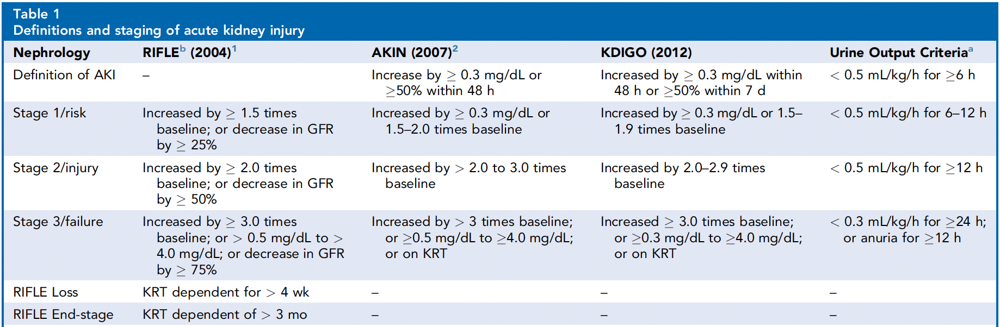 Table 1
Definitions and staging of acute kidney injury
Nephrology RIFLEb (2004)1 AKIN (2007)2 KDIGO (2012) Urine Output Criteriaa
Definition of AKI – Increase by ≥ 0.3 mg/dL or Increased by ≥ 0.3 mg/dL within < 0.5 mL/kg/h for ≥6 h
≥50% within 48 h 48 h or ≥50% within 7 d
Stage 1/risk Increased by ≥ 1.5 times Increased by ≥ 0.3 mg/dL or Increased by ≥ 0.3 mg/dL or 1.5– < 0.5 mL/kg/h for 6–12 h
baseline; or decrease in GFR 1.5–2.0 times baseline 1.9 times baseline
by ≥ 25%
Stage 2/injury Increased by ≥ 2.0 times Increased by > 2.0 to 3.0 times Increased by 2.0–2.9 times < 0.5 mL/kg/h for ≥12 h
baseline; or decrease in GFR baseline baseline
by ≥ 50%
Stage 3/failure Increased by ≥ 3.0 times Increased by > 3 times baseline; Increased ≥ 3.0 times baseline; < 0.3 mL/kg/h for ≥24 h;
baseline; or > 0.5 mg/dL to > or ≥0.5 mg/dL to ≥4.0 mg/dL; or ≥0.3 mg/dL to ≥4.0 mg/dL; or anuria for ≥12 h
4.0 mg/dL; or decrease in GFR or on KRT or on KRT
by ≥ 75%
RIFLE Loss KRT dependent for > 4 wk – – –
RIFLE End-stage KRT dependent of > 3 mo – – –